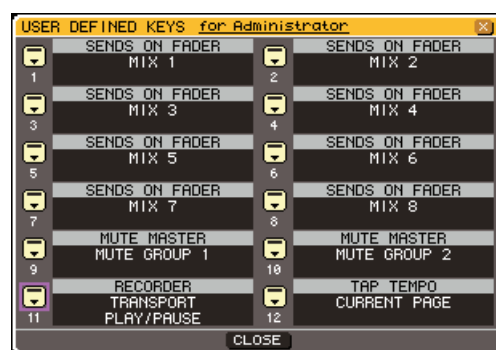 USER DEFINED KEYS for Administrator
SENDS ON FADER
MIX 1
1
SENDS ON FADER
MIX 2
2
SENDS ON FADER
MIX 3
3
SENDS ON FADER
MIX 4
4
SENDS ON FADER
MIX 5
5
SENDS ON FADER
MIX 6
6
SENDS ON FADER
MIX 7
7
SENDS ON FADER
MIX 8
8
MUTE MASTER
MUTE GROUP 1
9
MUTE MASTER
MUTE GROUP 2
10
RECORDER
TRANSPORT
PLAY/PAUSE
11
TAP TEMPO
CURRENT PAGE
12
CLOSE